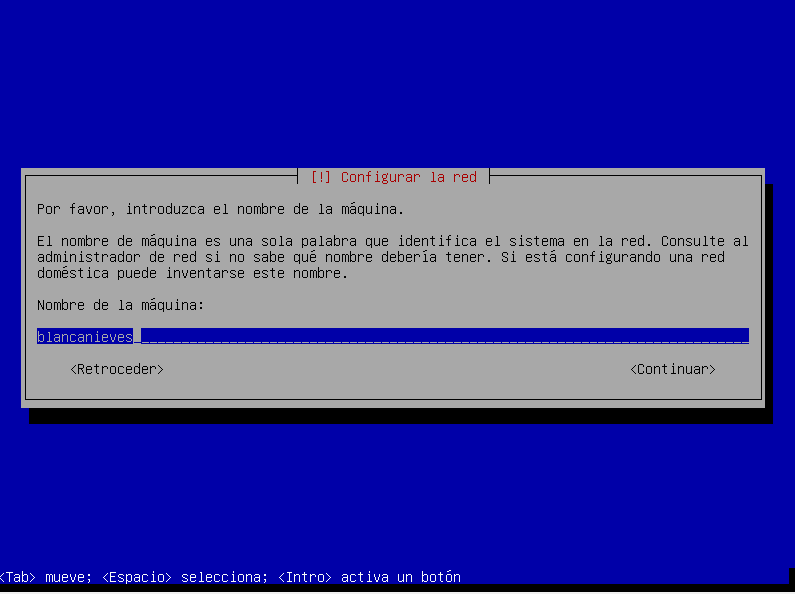 [!] Configurar la red
Por favor, introduzca el nombre de la máquina.
El nombre de máquina es una sola palabra que identifica el sistema en la red. Consulte al
administrador de red si no sabe qué nombre debería tener. Si está configurando una red
doméstica puede inventarse este nombre.
Nombre de la máquina:
blancanieves
<Retroceder> <Continuar>
<Tab> mueve; <Espacio> selecciona; <Intro> activa un botón